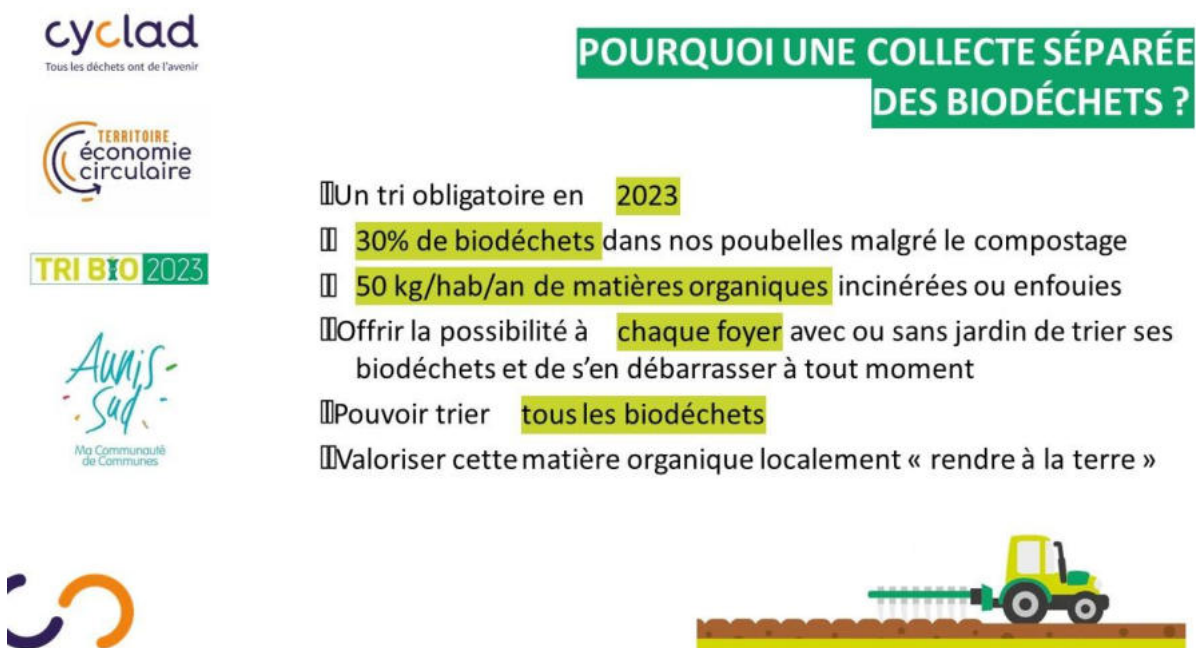 cyclad
Tous les déchets ont de l'avenir
TERRITOIRE
économie
circulaire
TRI BIO 2023
Aunis
Sud
Ma Communauté
de Communes
POURQUOI UNE COLLECTE SÉPARÉE
DES BIODÉCHETS ?
Un tri obligatoire en 2023
30% de biodéchets dans nos poubelles malgré le compostage
50 kg/hab/an de matières organiques incinérées ou enfouies
Offrir la possibilité à chaque foyer avec ou sans jardin de trier ses
biodéchets et de s'en débarrasser à tout moment
Pouvoir trier tous les biodéchets
Valoriser cette matière organique localement « rendre à la terre »